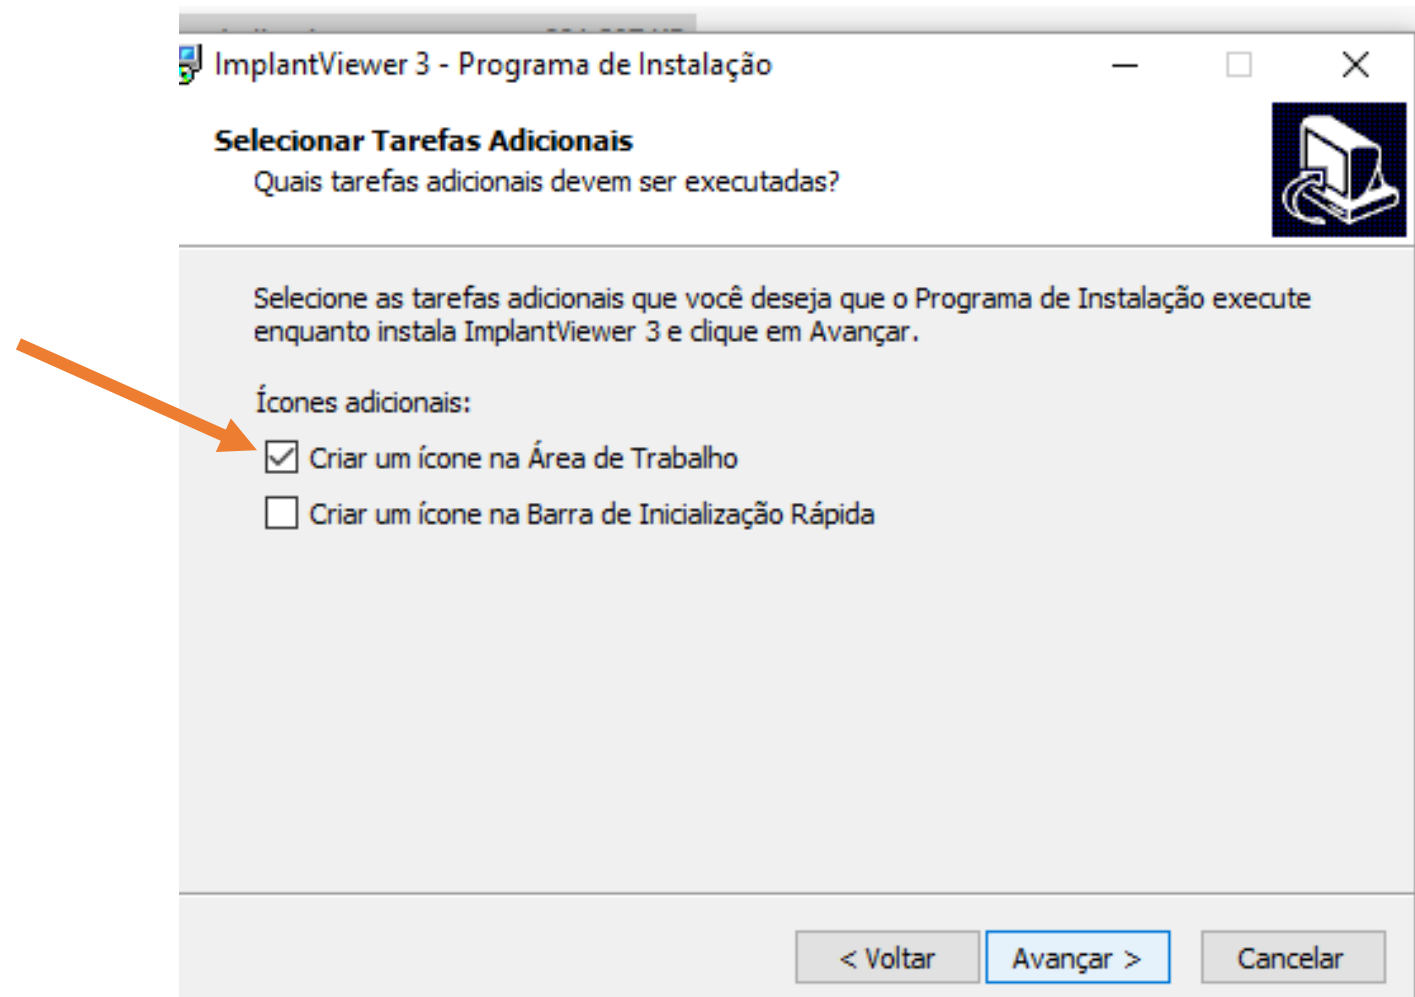 ImplantViewer 3 - Programa de Instalação
Selecionar Tarefas Adicionais
Quais tarefas adicionais devem ser executadas?
Selecione as tarefas adicionais que você deseja que o Programa de Instalação execute
enquanto instala ImplantViewer 3 e clique em Avançar.
Ícones adicionais:
Criar um ícone na Área de Trabalho
Criar um ícone na Barra de Inicialização Rápida
< Voltar
Avançar >
Cancelar